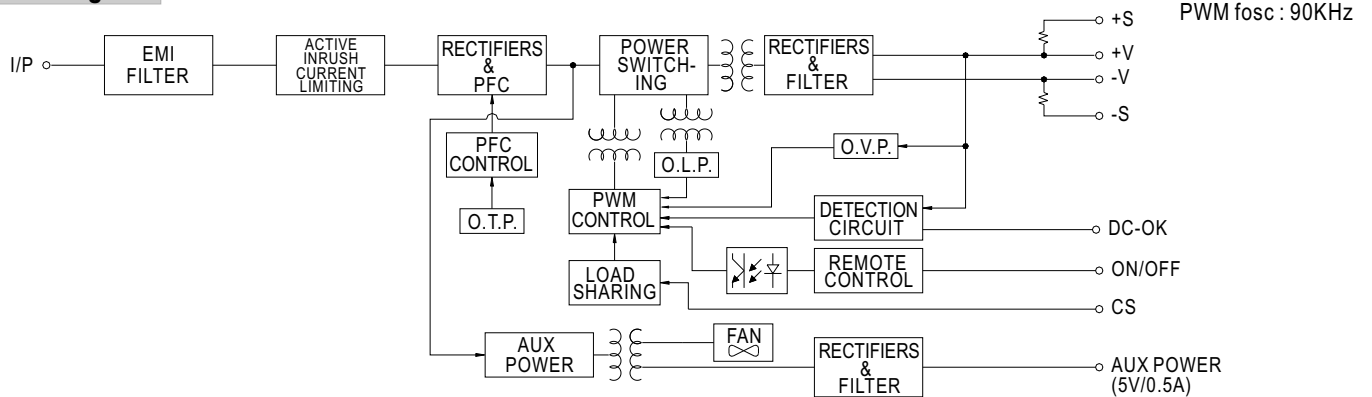 PWM fosc : 90KHz
I/P
EMI
FILTER
ACTIVE
INRUSH
CURRENT
LIMITING
RECTIFIERS
&
PFC
POWER
SWITCH-
ING
RECTIFIERS
&
FILTER
+S
+V
-V
-S
PFC
CONTROL
O.L.P.
O.V.P.
O.T.P.
PWM
CONTROL
DETECTION
CIRCUIT
DC-OK
LOAD
SHARING
REMOTE
CONTROL
ON/OFF
CS
AUX
POWER
FAN
RECTIFIERS
&
FILTER
AUX POWER
(5V/0.5A)